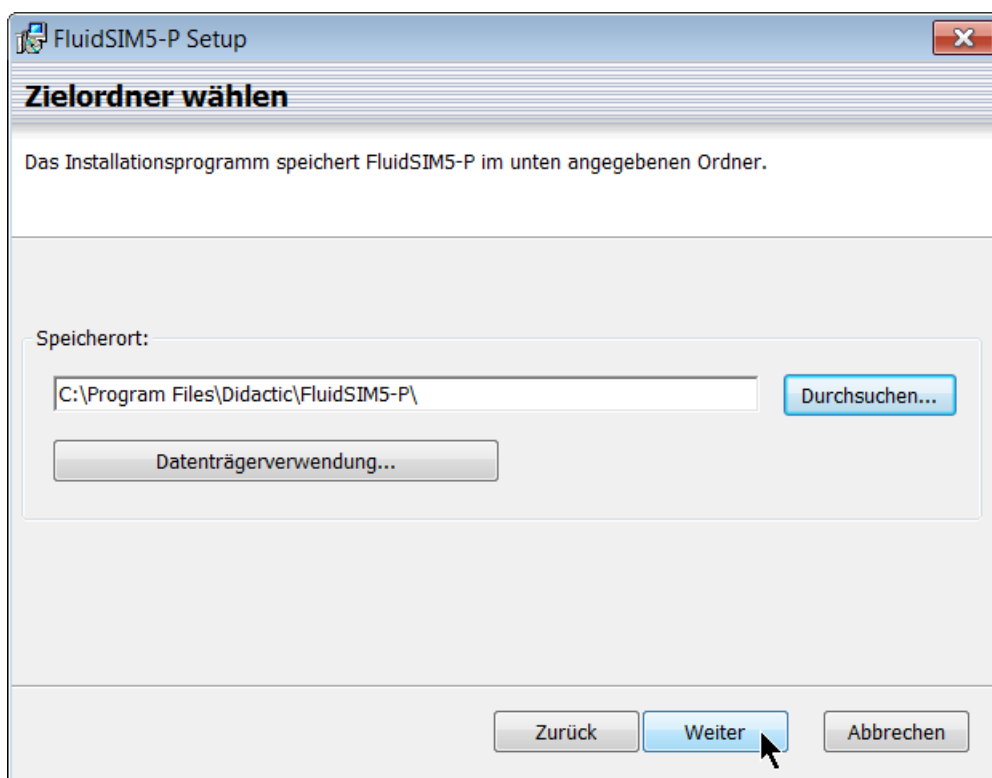 FluidSIM5-P Setup
Zielordner wählen
Das Installationsprogramm speichert FluidSIM5-P im unten angegebenen Ordner.
Speicherort:
C:\Program Files\Didactic\FluidSIM5-P\
Durchsuchen...
Datenträgerverwendung...
Zurück
Weiter
Abbrechen